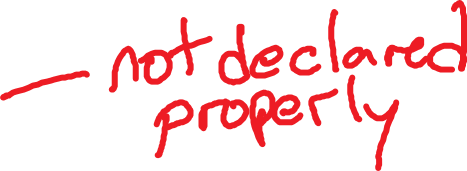 — not declared
properly